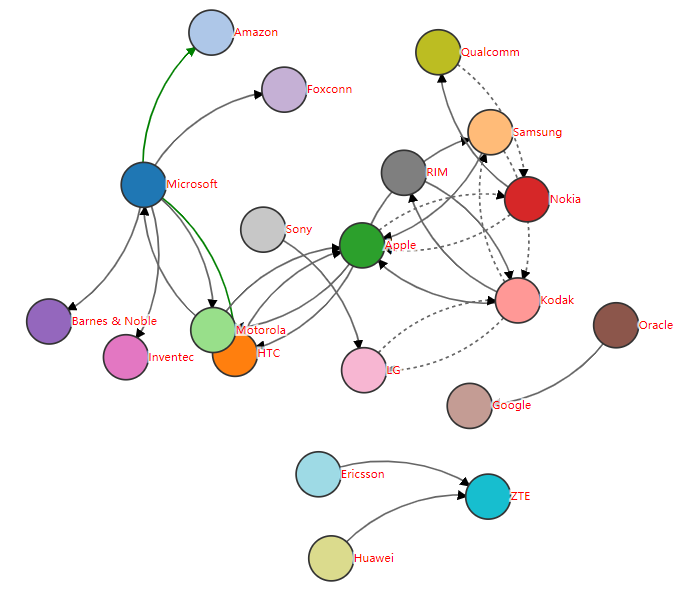 Amazon
Qualcomm
Foxconn
Samsung
RIM
Microsoft
Nokia
Sony
Apple
Kodak
Barnes & Noble
Oracle
Motorola
HTC
Inventec
LG
Google
Ericsson
ZTE
Huawei